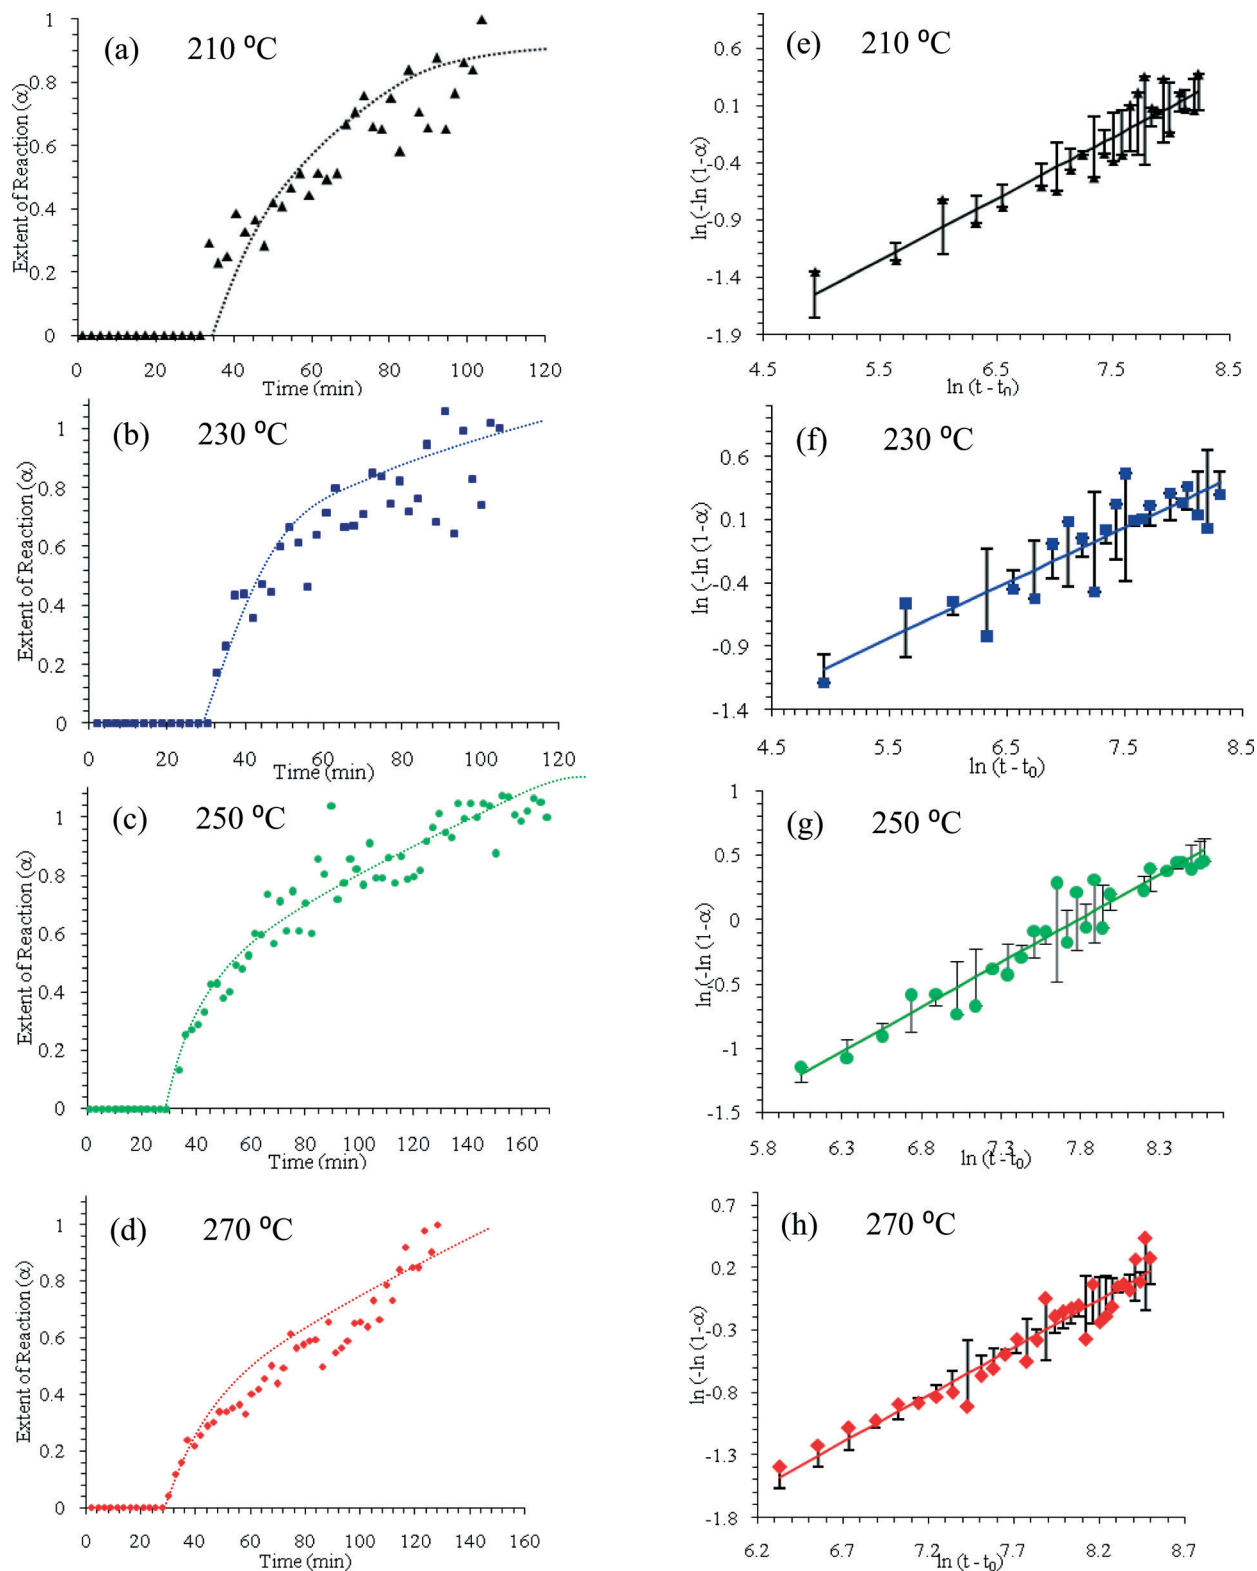 (a) 210 ⁰C
Extent of Reaction (α)
1
0.8
0.6
0.4
0.2
0
0 20 40 60 80 100 120
Time (min)
(e) 210 ⁰C
ln (-ln (1-α)
0.6
0.1
-0.4
-0.9
-1.4
-1.9
4.5 5.5 6.5 7.5 8.5
ln (t - t₀)
(b) 230 ⁰C
Extent of Reaction (α)
1
0.8
0.6
0.4
0.2
0
0 20 40 60 80 100 120
Time (min)
(f) 230 ⁰C
ln (-ln (1-α)
0.6
0.1
-0.4
-0.9
-1.4
4.5 5.5 6.5 7.5 8.5
ln (t - t₀)
(c) 250 ⁰C
Extent of Reaction (α)
1
0.8
0.6
0.4
0.2
0
0 20 40 60 80 100 120 140 160
Time (min)
(g) 250 ⁰C
ln (-ln (1-α)
1
0.5
0
-0.5
-1
-1.5
5.8 6.3 6.8 7.3 7.8 8.3
ln (t - t₀)
(d) 270 ⁰C
Extent of Reaction (α)
1
0.8
0.6
0.4
0.2
0
0 20 40 60 80 100 120 140 160
Time (min)
(h) 270 ⁰C
ln (-ln (1-α)
0.7
0.2
-0.3
-0.8
-1.3
-1.8
6.2 6.7 7.2 7.7 8.2 8.7
ln (t - t₀)